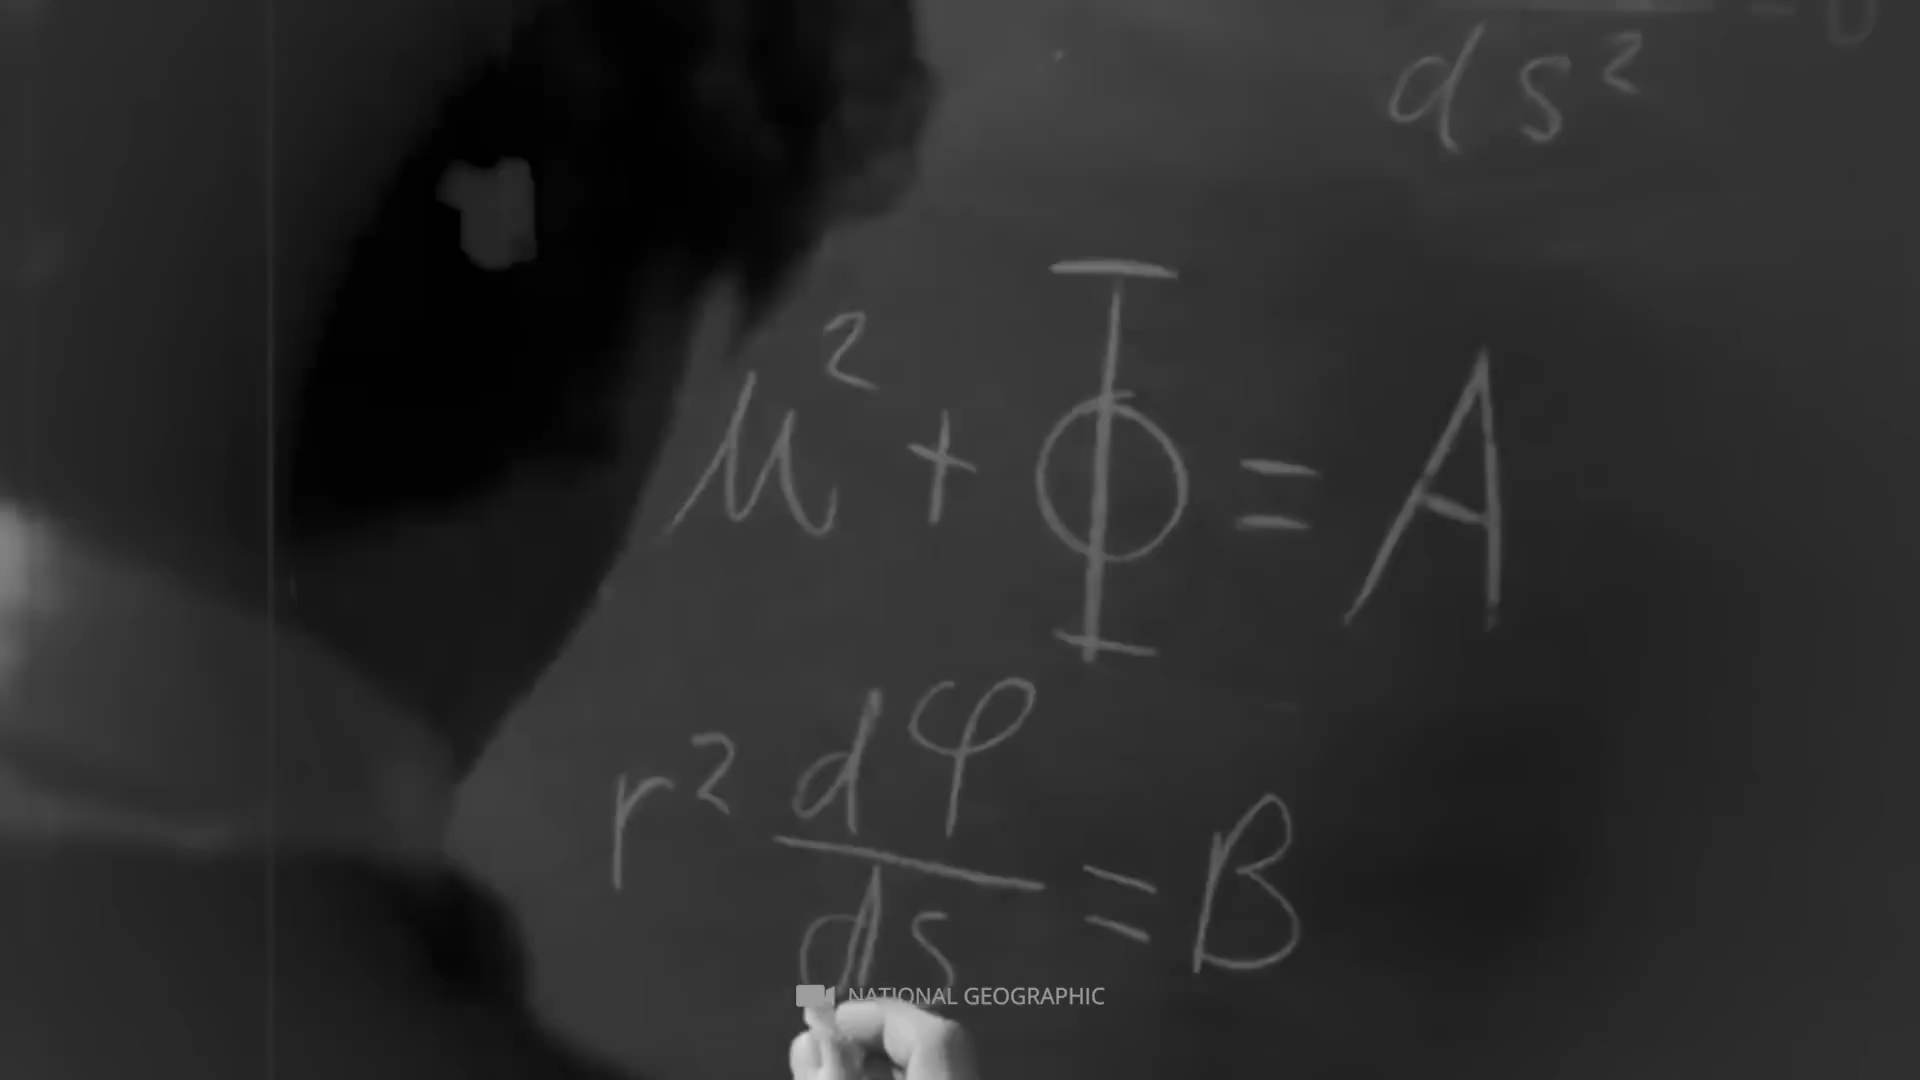 ds²
u² + Φ = A
r² dφ/ds = B
NATIONAL GEOGRAPHIC